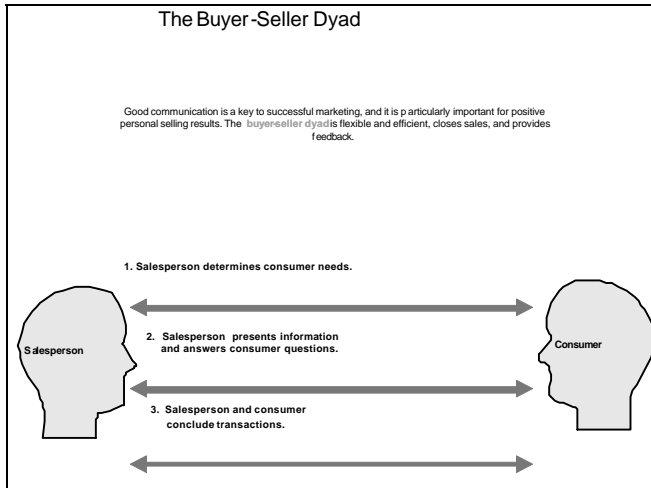 The Buyer-Seller Dyad
Good communication is a key to successful marketing, and it is p articularly important for positive
personal selling results. The buyer-seller dyad is flexible and efficient, closes sales, and provides
feedback.
1. Salesperson determines consumer needs.
Salesperson
2. Salesperson presents information
and answers consumer questions.
Consumer
3. Salesperson and consumer
conclude transactions.